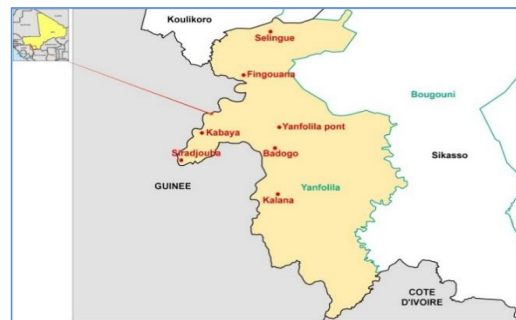 Koulikoro
Selingue
Fingouana
Bougouni
Kabaya
Yanfolila pont
Siradjouba
Badogo
Sikasso
GUINEE
Yanfolila
Kalana
COTE
D'IVOIRE